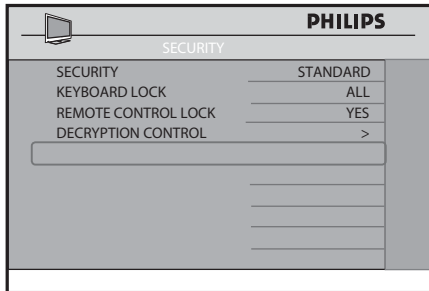 PHILIPS
SECURITY
SECURITY STANDARD
KEYBOARD LOCK ALL
REMOTE CONTROL LOCK YES
DECRYPTION CONTROL >